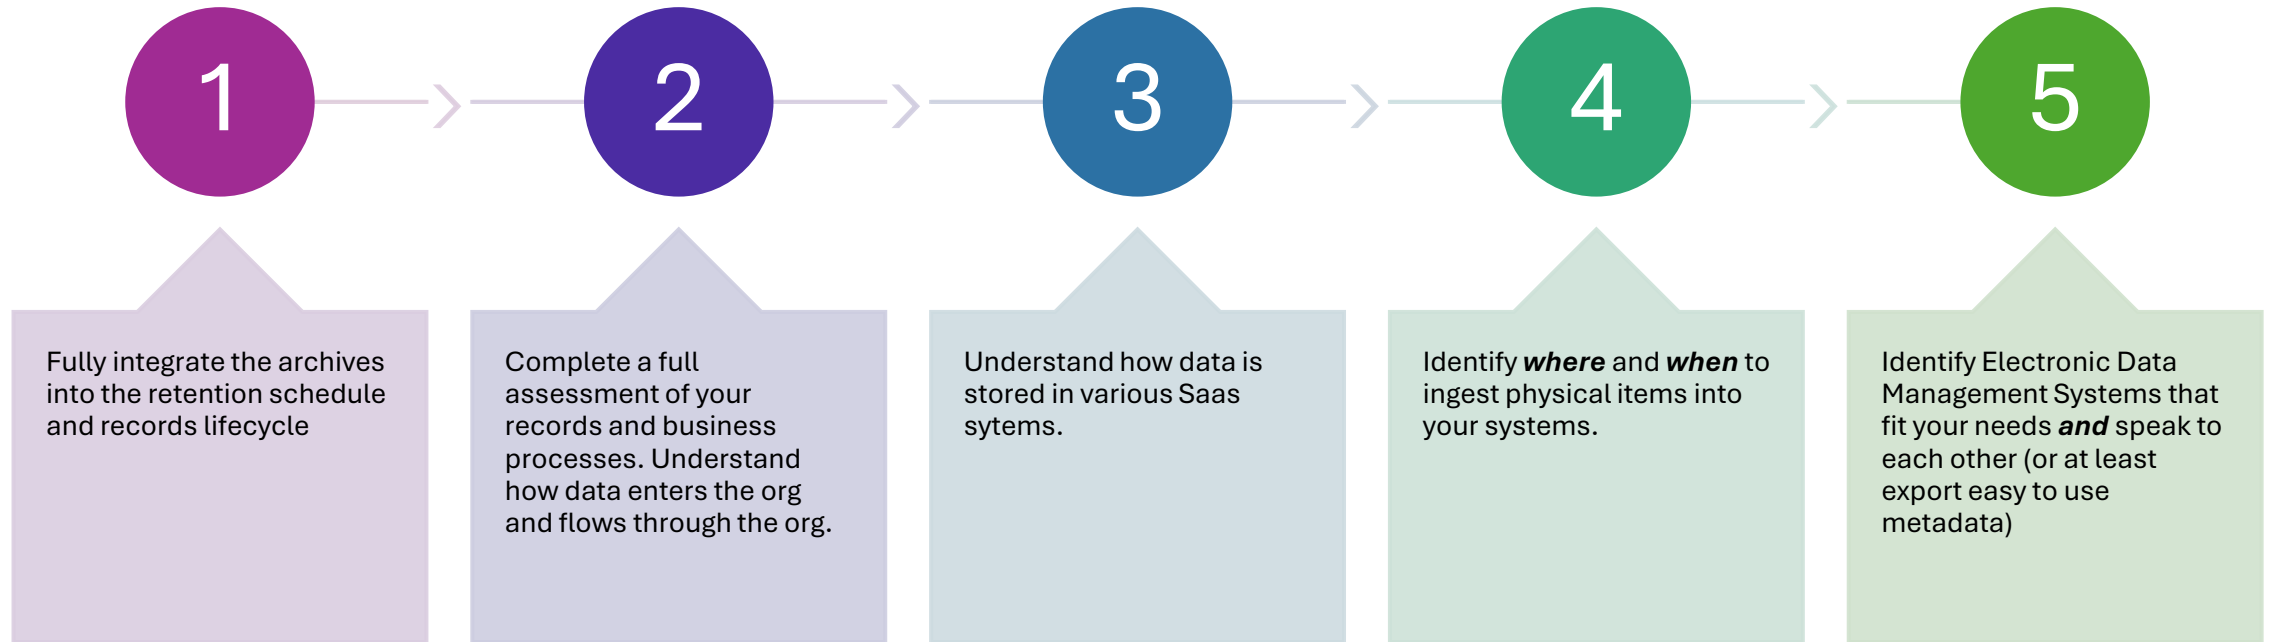 1
2
3
4
5
Fully integrate the archives
into the retention schedule
and records lifecycle
Complete a full
assessment of your
records and business
processes. Understand
how data enters the org
and flows through the org.
Understand how data is
stored in various Saas
sytems.
Identify where and when to
ingest physical items into
your systems.
Identify Electronic Data
Management Systems that
fit your needs and speak to
each other (or at least
export easy to use
metadata)